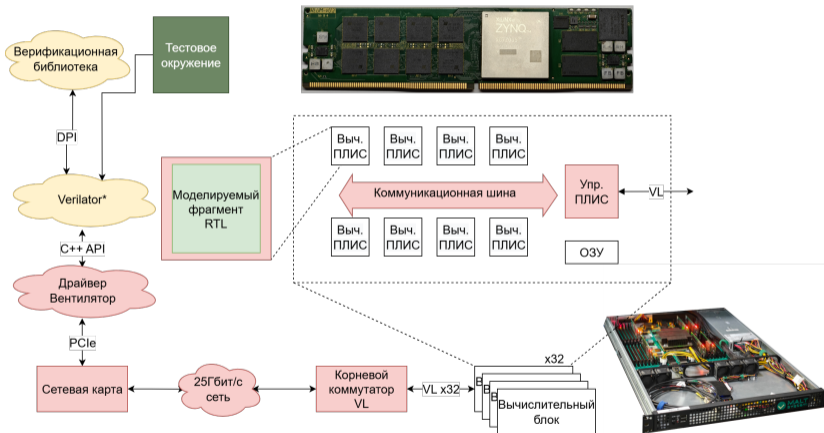 Верификационная
библиотека
Тестовое
окружение
ZYNQ
DPI
Verilator*
C++ API
Драйвер
Вентилятор
PCIe
Сетевая карта
25Гбит/с
сеть
Корневой
коммутатор
VL
VL x32
x32
Вычислительный
блок
Моделируемый
фрагмент
RTL
Выч.
ПЛИС
Выч.
ПЛИС
Выч.
ПЛИС
Выч.
ПЛИС
Коммуникационная шина
Упр.
ПЛИС
VL
Выч.
ПЛИС
Выч.
ПЛИС
Выч.
ПЛИС
Выч.
ПЛИС
ОЗУ
MALT